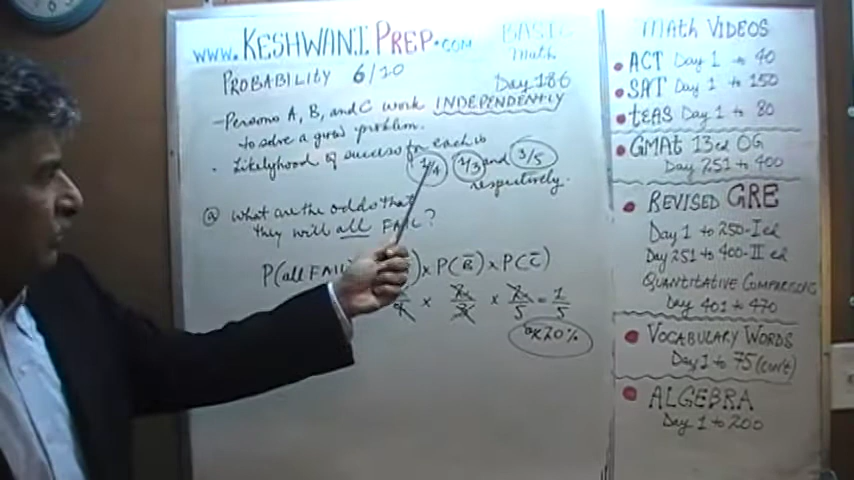 www.KESHWANI PREP.com
BASIC
Math
PROBABILITY 6/10
Day 186
- Persons A, B, and C work INDEPENDENTLY
to solve a given problem.
• Likelyhood of success for each is
1/4 1/3 and 3/5
respectively.
(a) What are the odds that
they will all FAIL?
P(all FAIL × P(B̅) × P(C̅)
× × = 1/5
or 20%
Math VIDEOS
• ACT Day 1 → 40
• SAT Day 1 → 150
• tEAS Day 1 to 80
• GMAt 13ed OG
Day 251 → 400
• REVISED GRE
Day 1 to 250-I ed
Day 251 to 400-II ed
QUANTITATIVE COMPARISONS
Day 401 to 470
• VOCABULARY WORDS
Day 1 to 75 (con't)
• ALGEBRA
Day 1 to 200